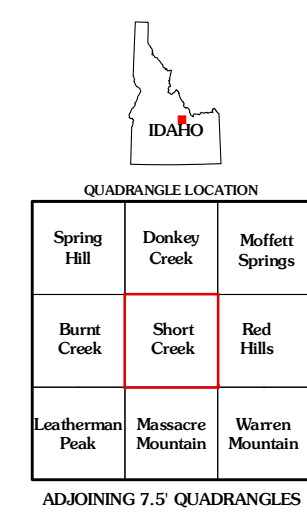 IDAHO
QUADRANGLE LOCATION
Spring Hill
Donkey Creek
Moffett Springs
Burnt Creek
Short Creek
Red Hills
Leatherman Peak
Massacre Mountain
Warren Mountain
ADJOINING 7.5' QUADRANGLES